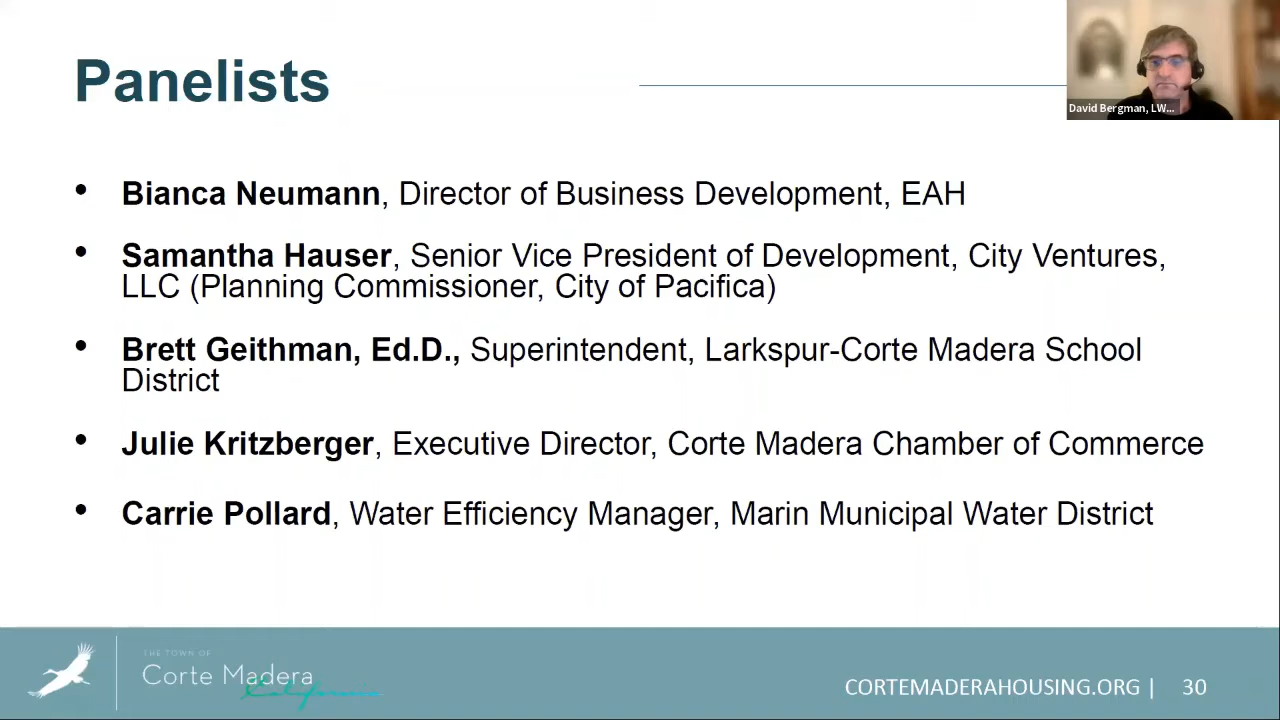 Panelists
David Bergman, LW...
• Bianca Neumann, Director of Business Development, EAH
• Samantha Hauser, Senior Vice President of Development, City Ventures,
LLC (Planning Commissioner, City of Pacifica)
• Brett Geithman, Ed.D., Superintendent, Larkspur-Corte Madera School
District
• Julie Kritzberger, Executive Director, Corte Madera Chamber of Commerce
• Carrie Pollard, Water Efficiency Manager, Marin Municipal Water District
THE TOWN OF
Corte Madera
California
CORTEMADERAHOUSING.ORG | 30